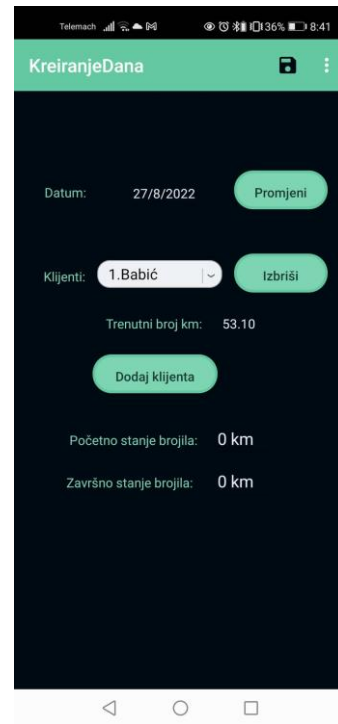 Telemach 36% 8:41
KreiranjeDana
Datum: 27/8/2022 Promjeni
Klijenti: 1.Babić Izbriši
Trenutni broj km: 53.10
Dodaj klijenta
Početno stanje brojila: 0 km
Završno stanje brojila: 0 km